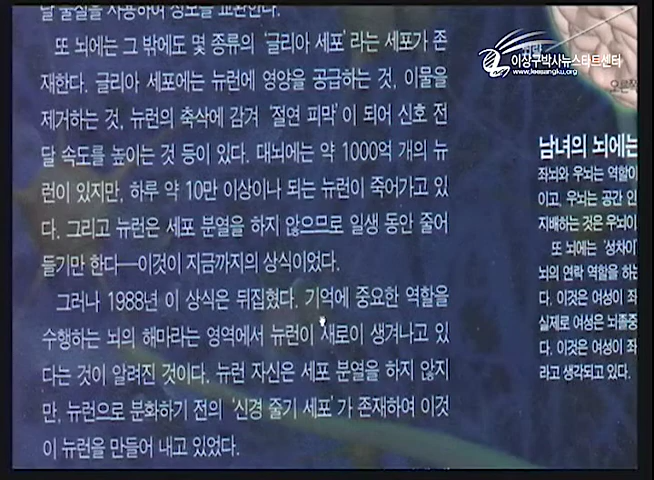 달 물질을 사용하여 정보를 교환한다.
또 뇌에는 그 밖에도 몇 종류의 '글리아 세포'라는 세포가 존
재한다. 글리아 세포에는 뉴런에 영양을 공급하는 것, 이물을
제거하는 것, 뉴런의 축삭에 감겨 '절연 피막'이 되어 신호 전
달 속도를 높이는 것 등이 있다. 대뇌에는 약 1000억 개의 뉴
런이 있지만, 하루 약 10만 이상이나 되는 뉴런이 죽어가고 있
다. 그리고 뉴런은 세포 분열을 하지 않으므로 일생 동안 줄어
들기만 한다—이것이 지금까지의 상식이었다.
그러나 1988년 이 상식은 뒤집혔다. 기억에 중요한 역할을
수행하는 뇌의 해마라는 영역에서 뉴런이 새로이 생겨나고 있
다는 것이 알려진 것이다. 뉴런 자신은 세포 분열을 하지 않지
만, 뉴런으로 분화하기 전의 '신경 줄기 세포'가 존재하여 이것
이 뉴런을 만들어 내고 있었다.
이상구박사뉴스타트센터
www.leesangku.org
오른쪽
남녀의 뇌에는
좌뇌와 우뇌는 역할이
이고, 우뇌는 공간 인
지배하는 것은 우뇌이
또 뇌에는 '성차이
뇌의 연락 역할을 하는
다. 이것은 여성이 좌
실제로 여성은 뇌졸중
다. 이것은 여성이 좌
라고 생각되고 있다.